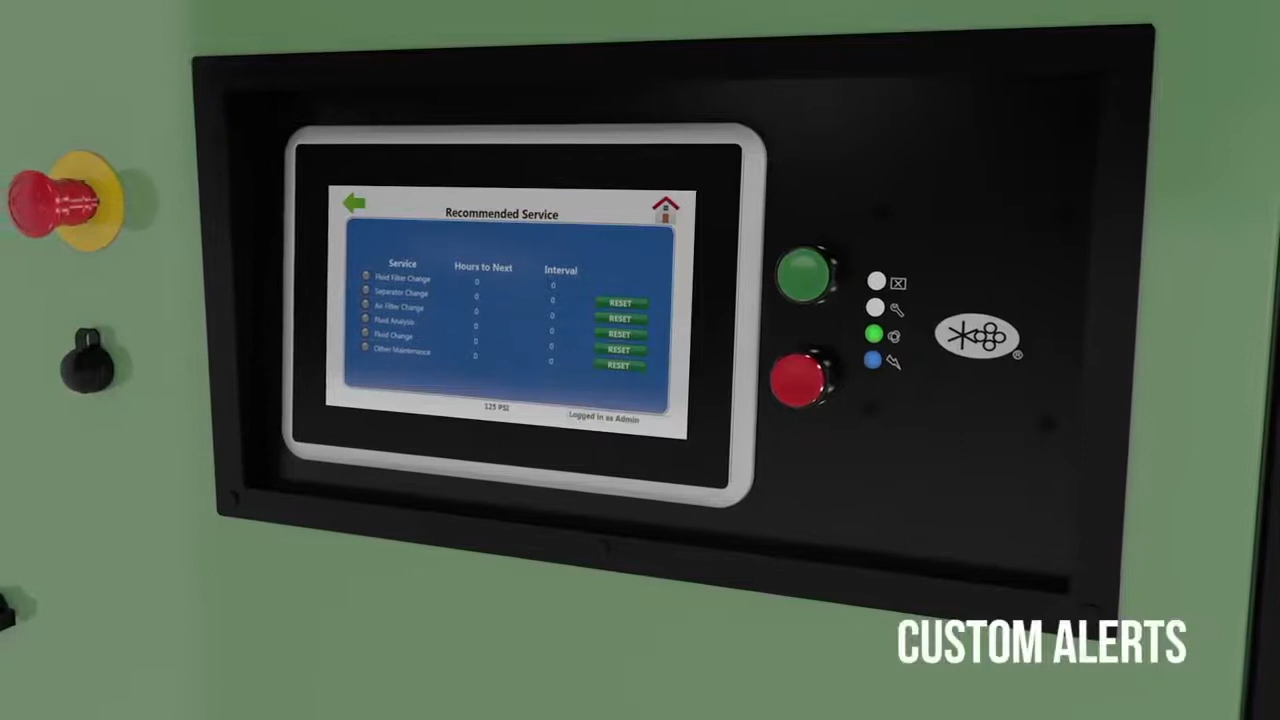 Recommended Service
Service Hours to Next Interval
Fluid Filter Change 0 0
Separator Change 0 0 RESET
Air Filter Change 0 0 RESET
Fluid Analysis 0 0 RESET
Fluid Change 0 0 RESET
Other Maintenance 0 0 RESET
125 PSI Logged in as Admin
®
CUSTOM ALERTS